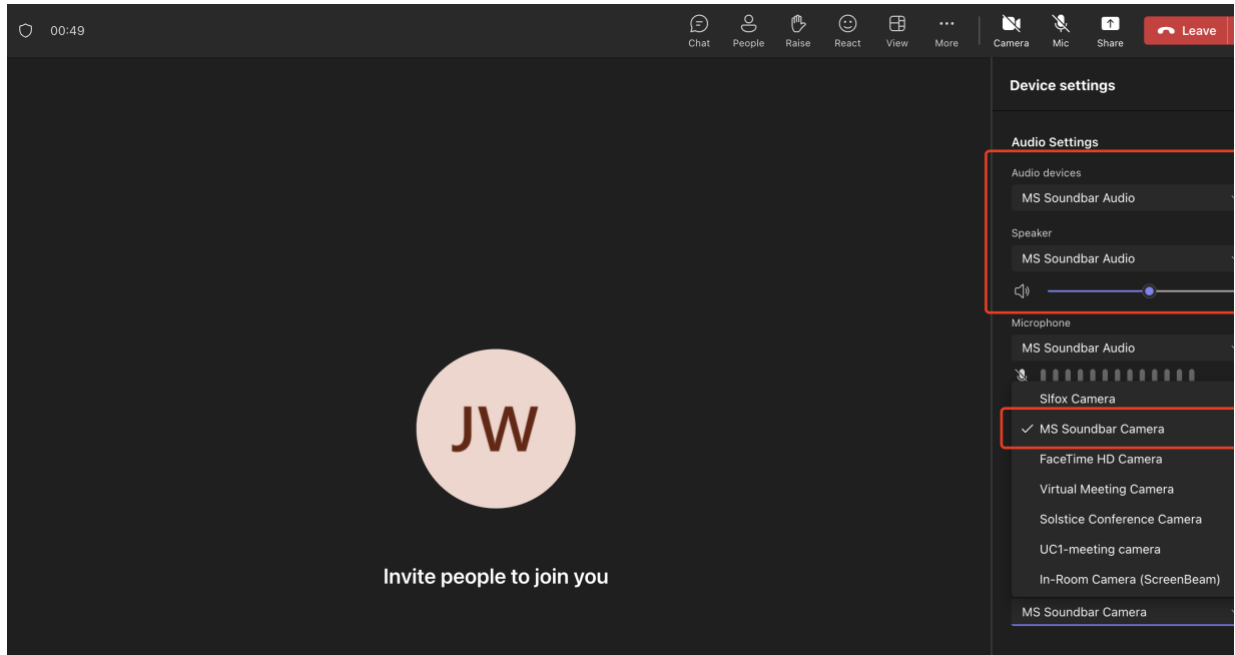 00:49
Chat People Raise React View More Camera Mic Share Leave
Device settings
Audio Settings
Audio devices
MS Soundbar Audio
Speaker
MS Soundbar Audio
Microphone
MS Soundbar Audio
Slfox Camera
MS Soundbar Camera
FaceTime HD Camera
Virtual Meeting Camera
Solstice Conference Camera
UC1-meeting camera
In-Room Camera (ScreenBeam)
MS Soundbar Camera
JW
Invite people to join you